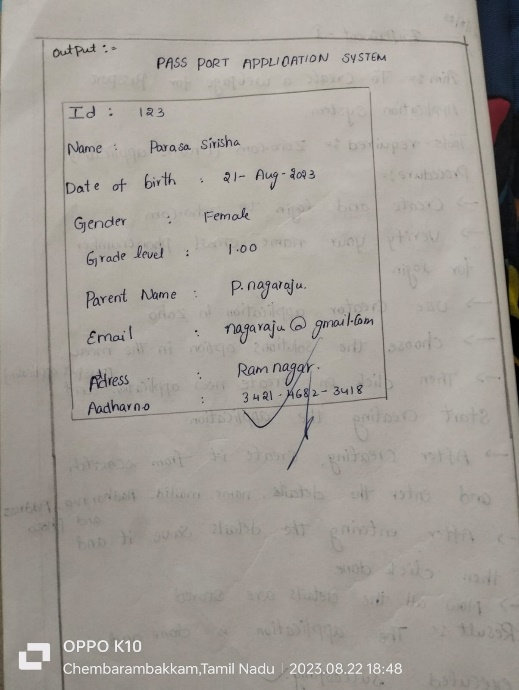 Output :-
PASS PORT APPLICATION SYSTEM
Id : 123
Name : Parasa Sirisha
Date of birth : 21- Aug-2023
Gender : Female
Grade level : 1.00
Parent Name : P. nagaraju.
Email : nagaraju@gmail.com
Adress : Ram nagar.
Aadharno : 3421-4682-3418
OPPO K10
Chembarambakkam,Tamil Nadu | 2023.08.22 18:48